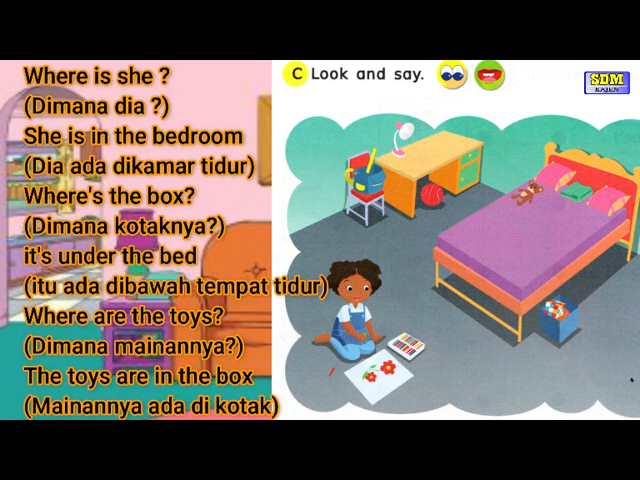 Where is she ?
(Dimana dia ?)
She is in the bedroom
(Dia ada dikamar tidur)
Where's the box?
(Dimana kotaknya?)
it's under the bed
(itu ada dibawah tempat tidur)
Where are the toys?
(Dimana mainannya?)
The toys are in the box
(Mainannya ada di kotak)
C Look and say.
SDM
KAJEN